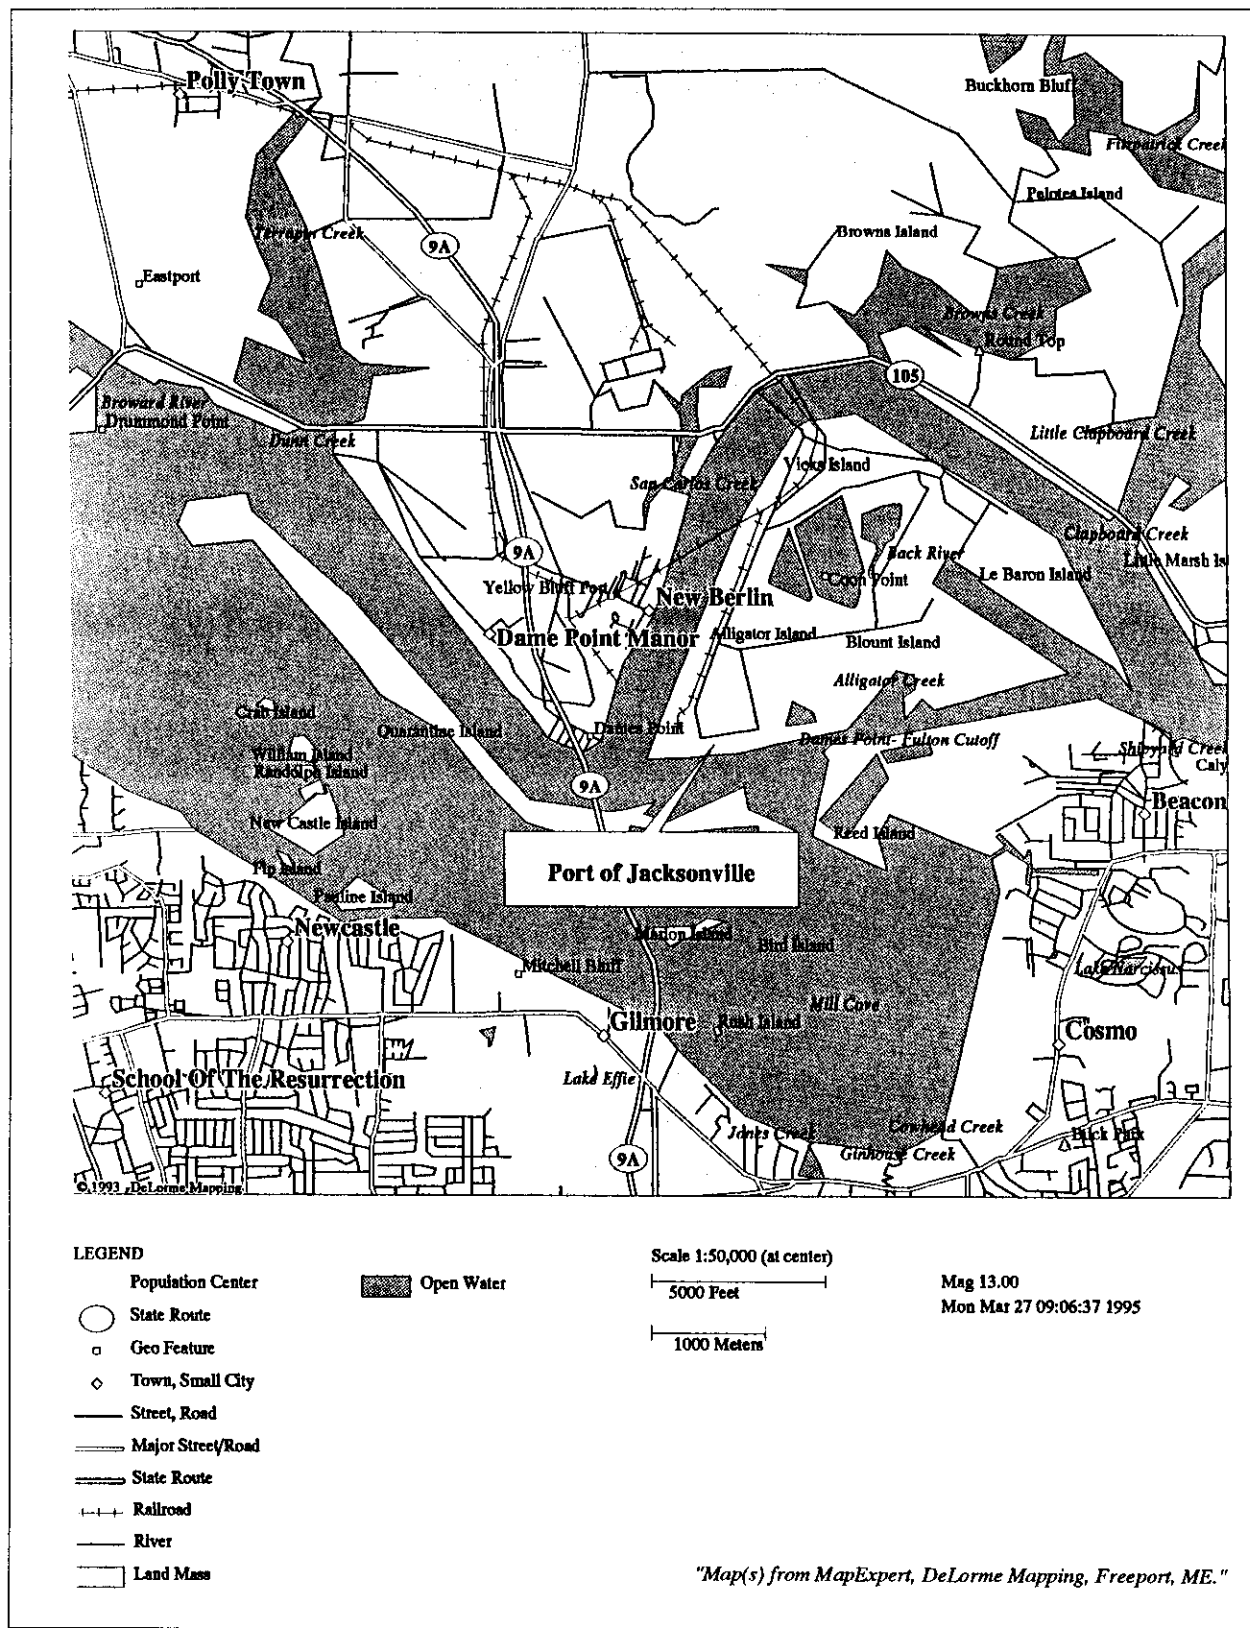 Polly Town
Buckhorn Bluff
Fitzpatrick Creek
Pelotes Island
Terrapin Creek
9A
Browns Island
Eastport
Browns Creek
Round Top
105
Broward River
Drummond Point
Dunn Creek
Little Clapboard Creek
Vicks Island
San Carlos Creek
Clapboard Creek
9A
Back River
Little Marsh Is
Yellow Bluff Fort
Coon Point
Le Baron Island
New Berlin
Dame Point Manor
Alligator Island
Blount Island
Alligator Creek
Crab Island
Quarantine Island
Dames Point
Dames Point- Fulton Cutoff
William Island
Shipyard Creek
Randolph Island
Caly
9A
Beacon
New Castle Island
Reed Island
Pip Island
Port of Jacksonville
Pauline Island
Newcastle
Marion Island
Bird Island
Mitchell Bluff
Lake Narcissus
Mill Cove
Gilmore
Rush Island
Cosmo
School Of The Resurrection
Lake Effie
Jones Creek
Cowhead Creek
Buck Park
9A
Ginhouse Creek
© 1993 DeLorme Mapping
LEGEND
Population Center
State Route
Geo Feature
Town, Small City
Street, Road
Major Street/Road
State Route
Railroad
River
Land Mass
Open Water
Scale 1:50,000 (at center)
5000 Feet
1000 Meters
Mag 13.00
Mon Mar 27 09:06:37 1995
"Map(s) from MapExpert, DeLorme Mapping, Freeport, ME."